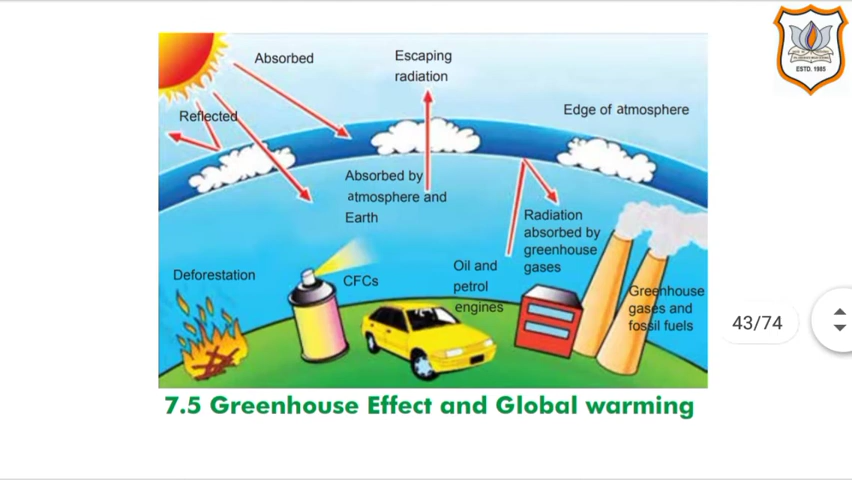 Absorbed
Escaping
radiation
Reflected
Edge of atmosphere
Absorbed by
atmosphere and
Earth
Radiation
absorbed by
greenhouse
gases
Deforestation
CFCs
Oil and
petrol
engines
Greenhouse
gases and
fossil fuels
7.5 Greenhouse Effect and Global warming
43/74
ESTD. 1985